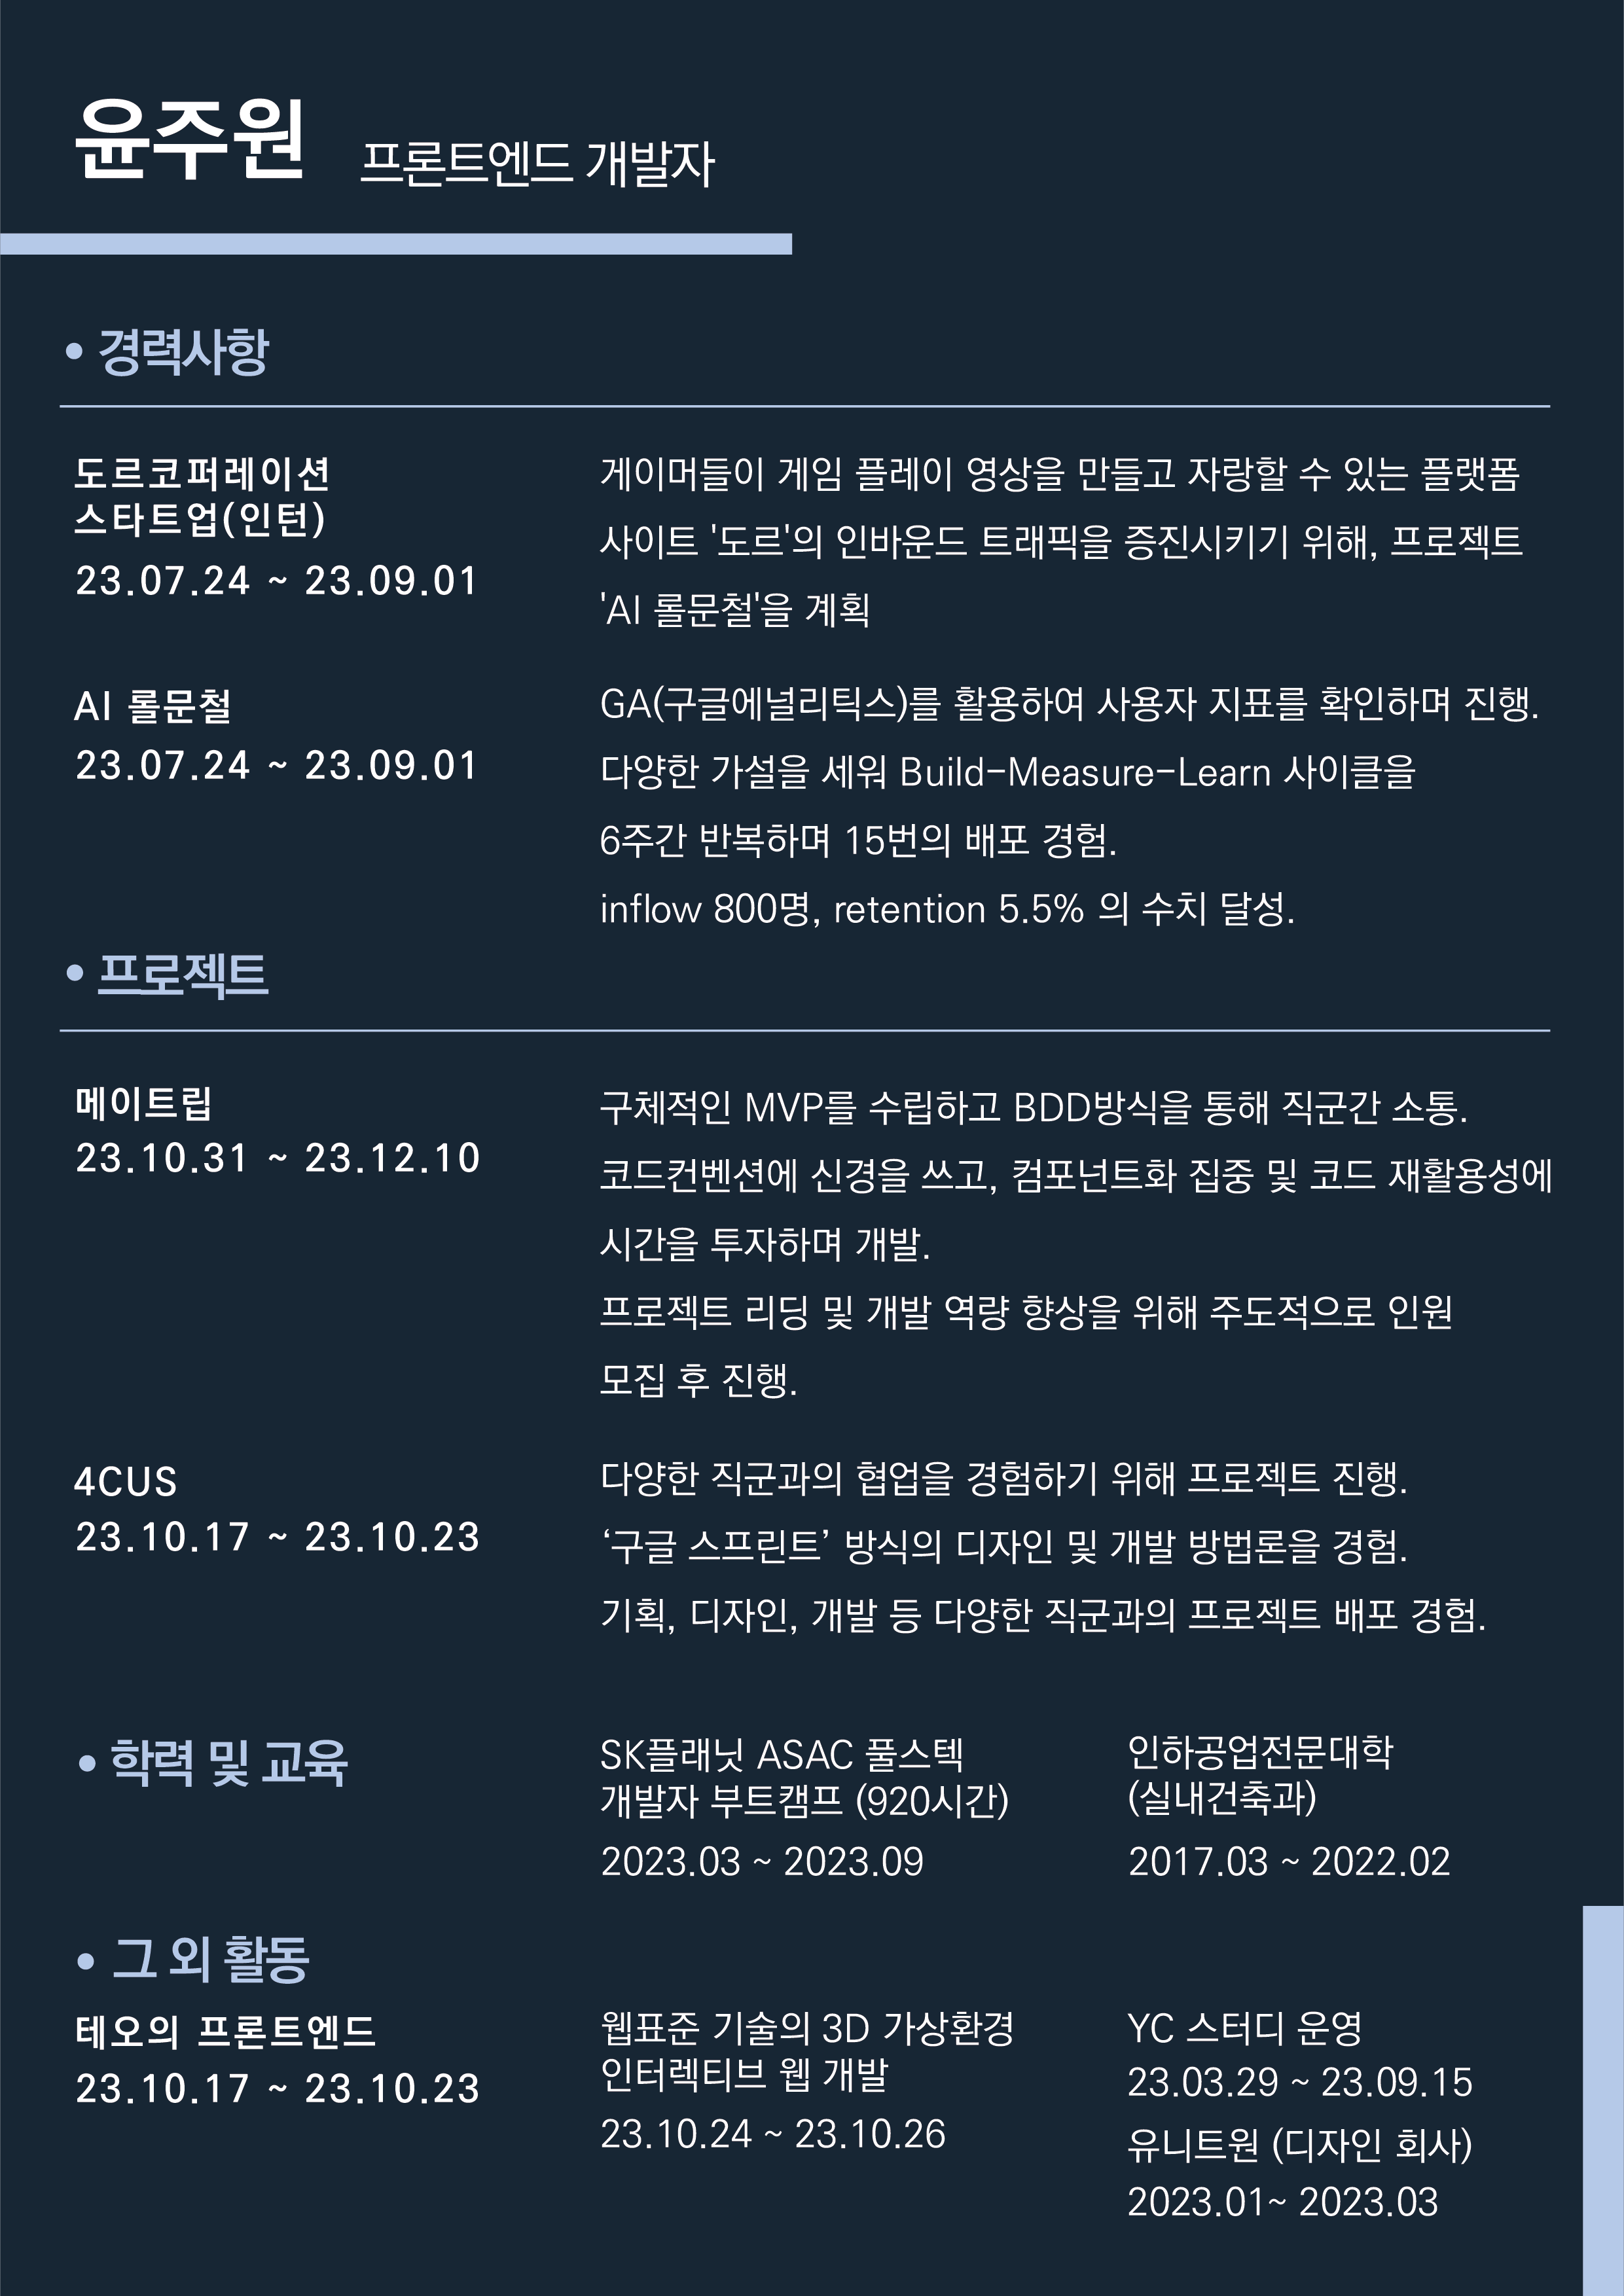 윤주원 프론트엔드 개발자
• 경력사항
도르코퍼레이션
스타트업(인턴)
23.07.24 ~ 23.09.01
게이머들이 게임 플레이 영상을 만들고 자랑할 수 있는 플랫폼
사이트 '도르'의 인바운드 트래픽을 증진시키기 위해, 프로젝트
'AI 롤문철'을 계획
AI 롤문철
23.07.24 ~ 23.09.01
GA(구글에널리틱스)를 활용하여 사용자 지표를 확인하며 진행.
다양한 가설을 세워 Build-Measure-Learn 사이클을
6주간 반복하며 15번의 배포 경험.
inflow 800명, retention 5.5% 의 수치 달성.
• 프로젝트
메이트립
23.10.31 ~ 23.12.10
구체적인 MVP를 수립하고 BDD방식을 통해 직군간 소통.
코드컨벤션에 신경을 쓰고, 컴포넌트화 집중 및 코드 재활용성에
시간을 투자하며 개발.
프로젝트 리딩 및 개발 역량 향상을 위해 주도적으로 인원
모집 후 진행.
4CUS
23.10.17 ~ 23.10.23
다양한 직군과의 협업을 경험하기 위해 프로젝트 진행.
‘구글 스프린트’ 방식의 디자인 및 개발 방법론을 경험.
기획, 디자인, 개발 등 다양한 직군과의 프로젝트 배포 경험.
• 학력 및 교육
SK플래닛 ASAC 풀스텍
개발자 부트캠프 (920시간)
2023.03 ~ 2023.09
인하공업전문대학
(실내건축과)
2017.03 ~ 2022.02
• 그 외 활동
테오의 프론트엔드
23.10.17 ~ 23.10.23
웹표준 기술의 3D 가상환경
인터렉티브 웹 개발
23.10.24 ~ 23.10.26
YC 스터디 운영
23.03.29 ~ 23.09.15
유니트원 (디자인 회사)
2023.01~ 2023.03